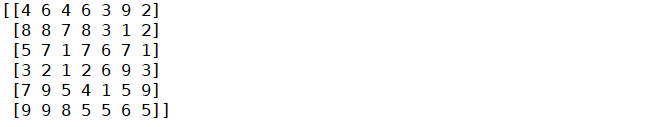 [[4 6 4 6 3 9 2]
[8 8 7 8 3 1 2]
[5 7 1 7 6 7 1]
[3 2 1 2 6 9 3]
[7 9 5 4 1 5 9]
[9 9 8 5 5 6 5]]